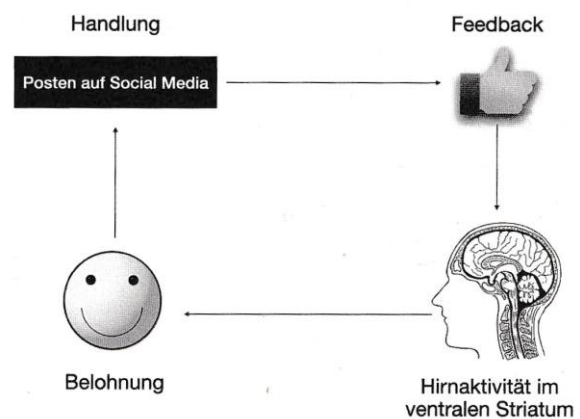 Handlung
Feedback
Posten auf Social Media
Belohnung
Hirnaktivität im
ventralen Striatum